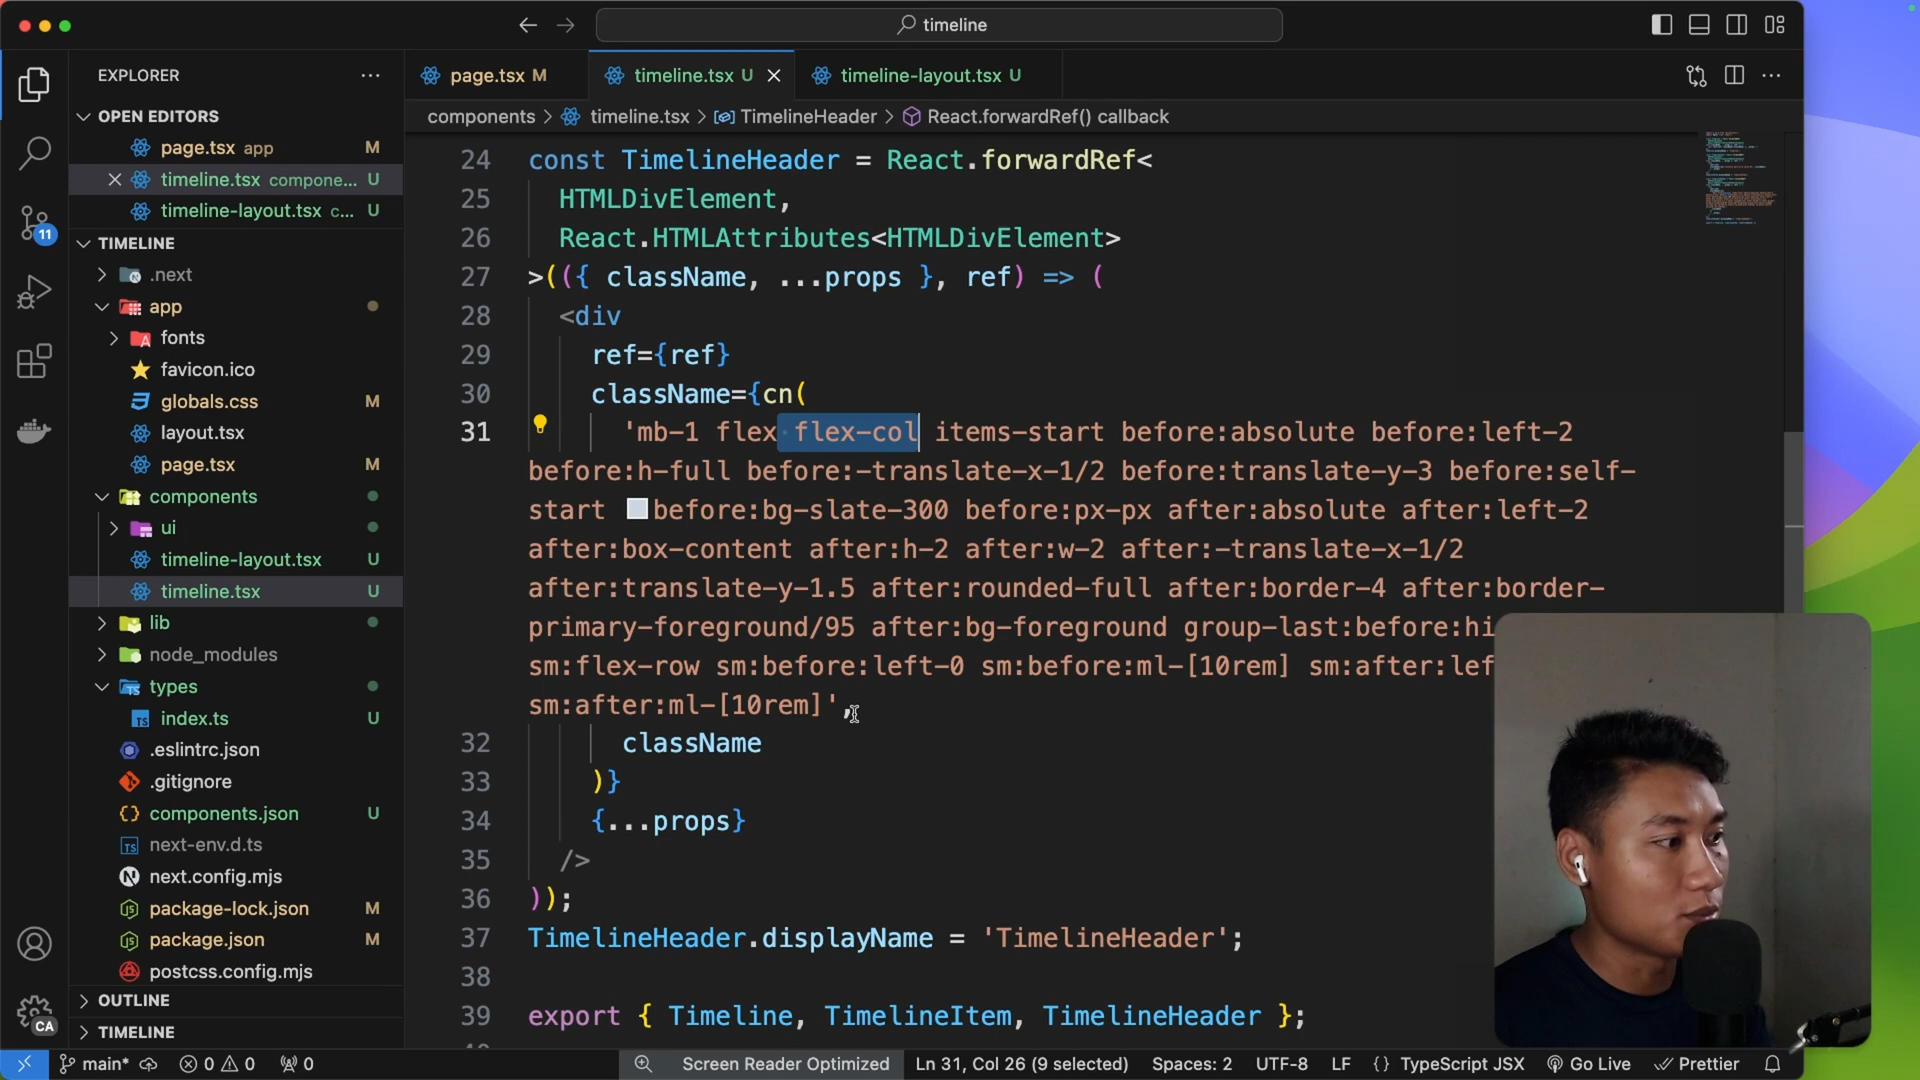 timeline
EXPLORER
OPEN EDITORS
page.tsx app M
timeline.tsx compone... U
timeline-layout.tsx c... U
TIMELINE
.next
app
fonts
favicon.ico
globals.css M
layout.tsx
page.tsx M
components
ui
timeline-layout.tsx U
timeline.tsx U
lib
node_modules
types
index.ts U
.eslintrc.json
.gitignore
components.json U
next-env.d.ts
next.config.mjs
package-lock.json M
package.json M
postcss.config.mjs
OUTLINE
TIMELINE
11
CA
page.tsx M
timeline.tsx U
timeline-layout.tsx U
components > timeline.tsx > TimelineHeader > React.forwardRef() callback
24 const TimelineHeader = React.forwardRef<
25 HTMLDivElement,
26 React.HTMLAttributes<HTMLDivElement>
27 >(({ className, ...props }, ref) => (
28 <div
29 ref={ref}
30 className={cn(
31 'mb-1 flex flex-col items-start before:absolute before:left-2
before:h-full before:-translate-x-1/2 before:translate-y-3 before:self-
start before:bg-slate-300 before:px-px after:absolute after:left-2
after:box-content after:h-2 after:w-2 after:-translate-x-1/2
after:translate-y-1.5 after:rounded-full after:border-4 after:border-
primary-foreground/95 after:bg-foreground group-last:before:hi
sm:flex-row sm:before:left-0 sm:before:ml-[10rem] sm:after:lef
sm:after:ml-[10rem]',
32 className
33 )}
34 {...props}
35 />
36 ));
37 TimelineHeader.displayName = 'TimelineHeader';
38
39 export { Timeline, TimelineItem, TimelineHeader };
main* 0 0 0 Screen Reader Optimized Ln 31, Col 26 (9 selected) Spaces: 2 UTF-8 LF {} TypeScript JSX Go Live Prettier